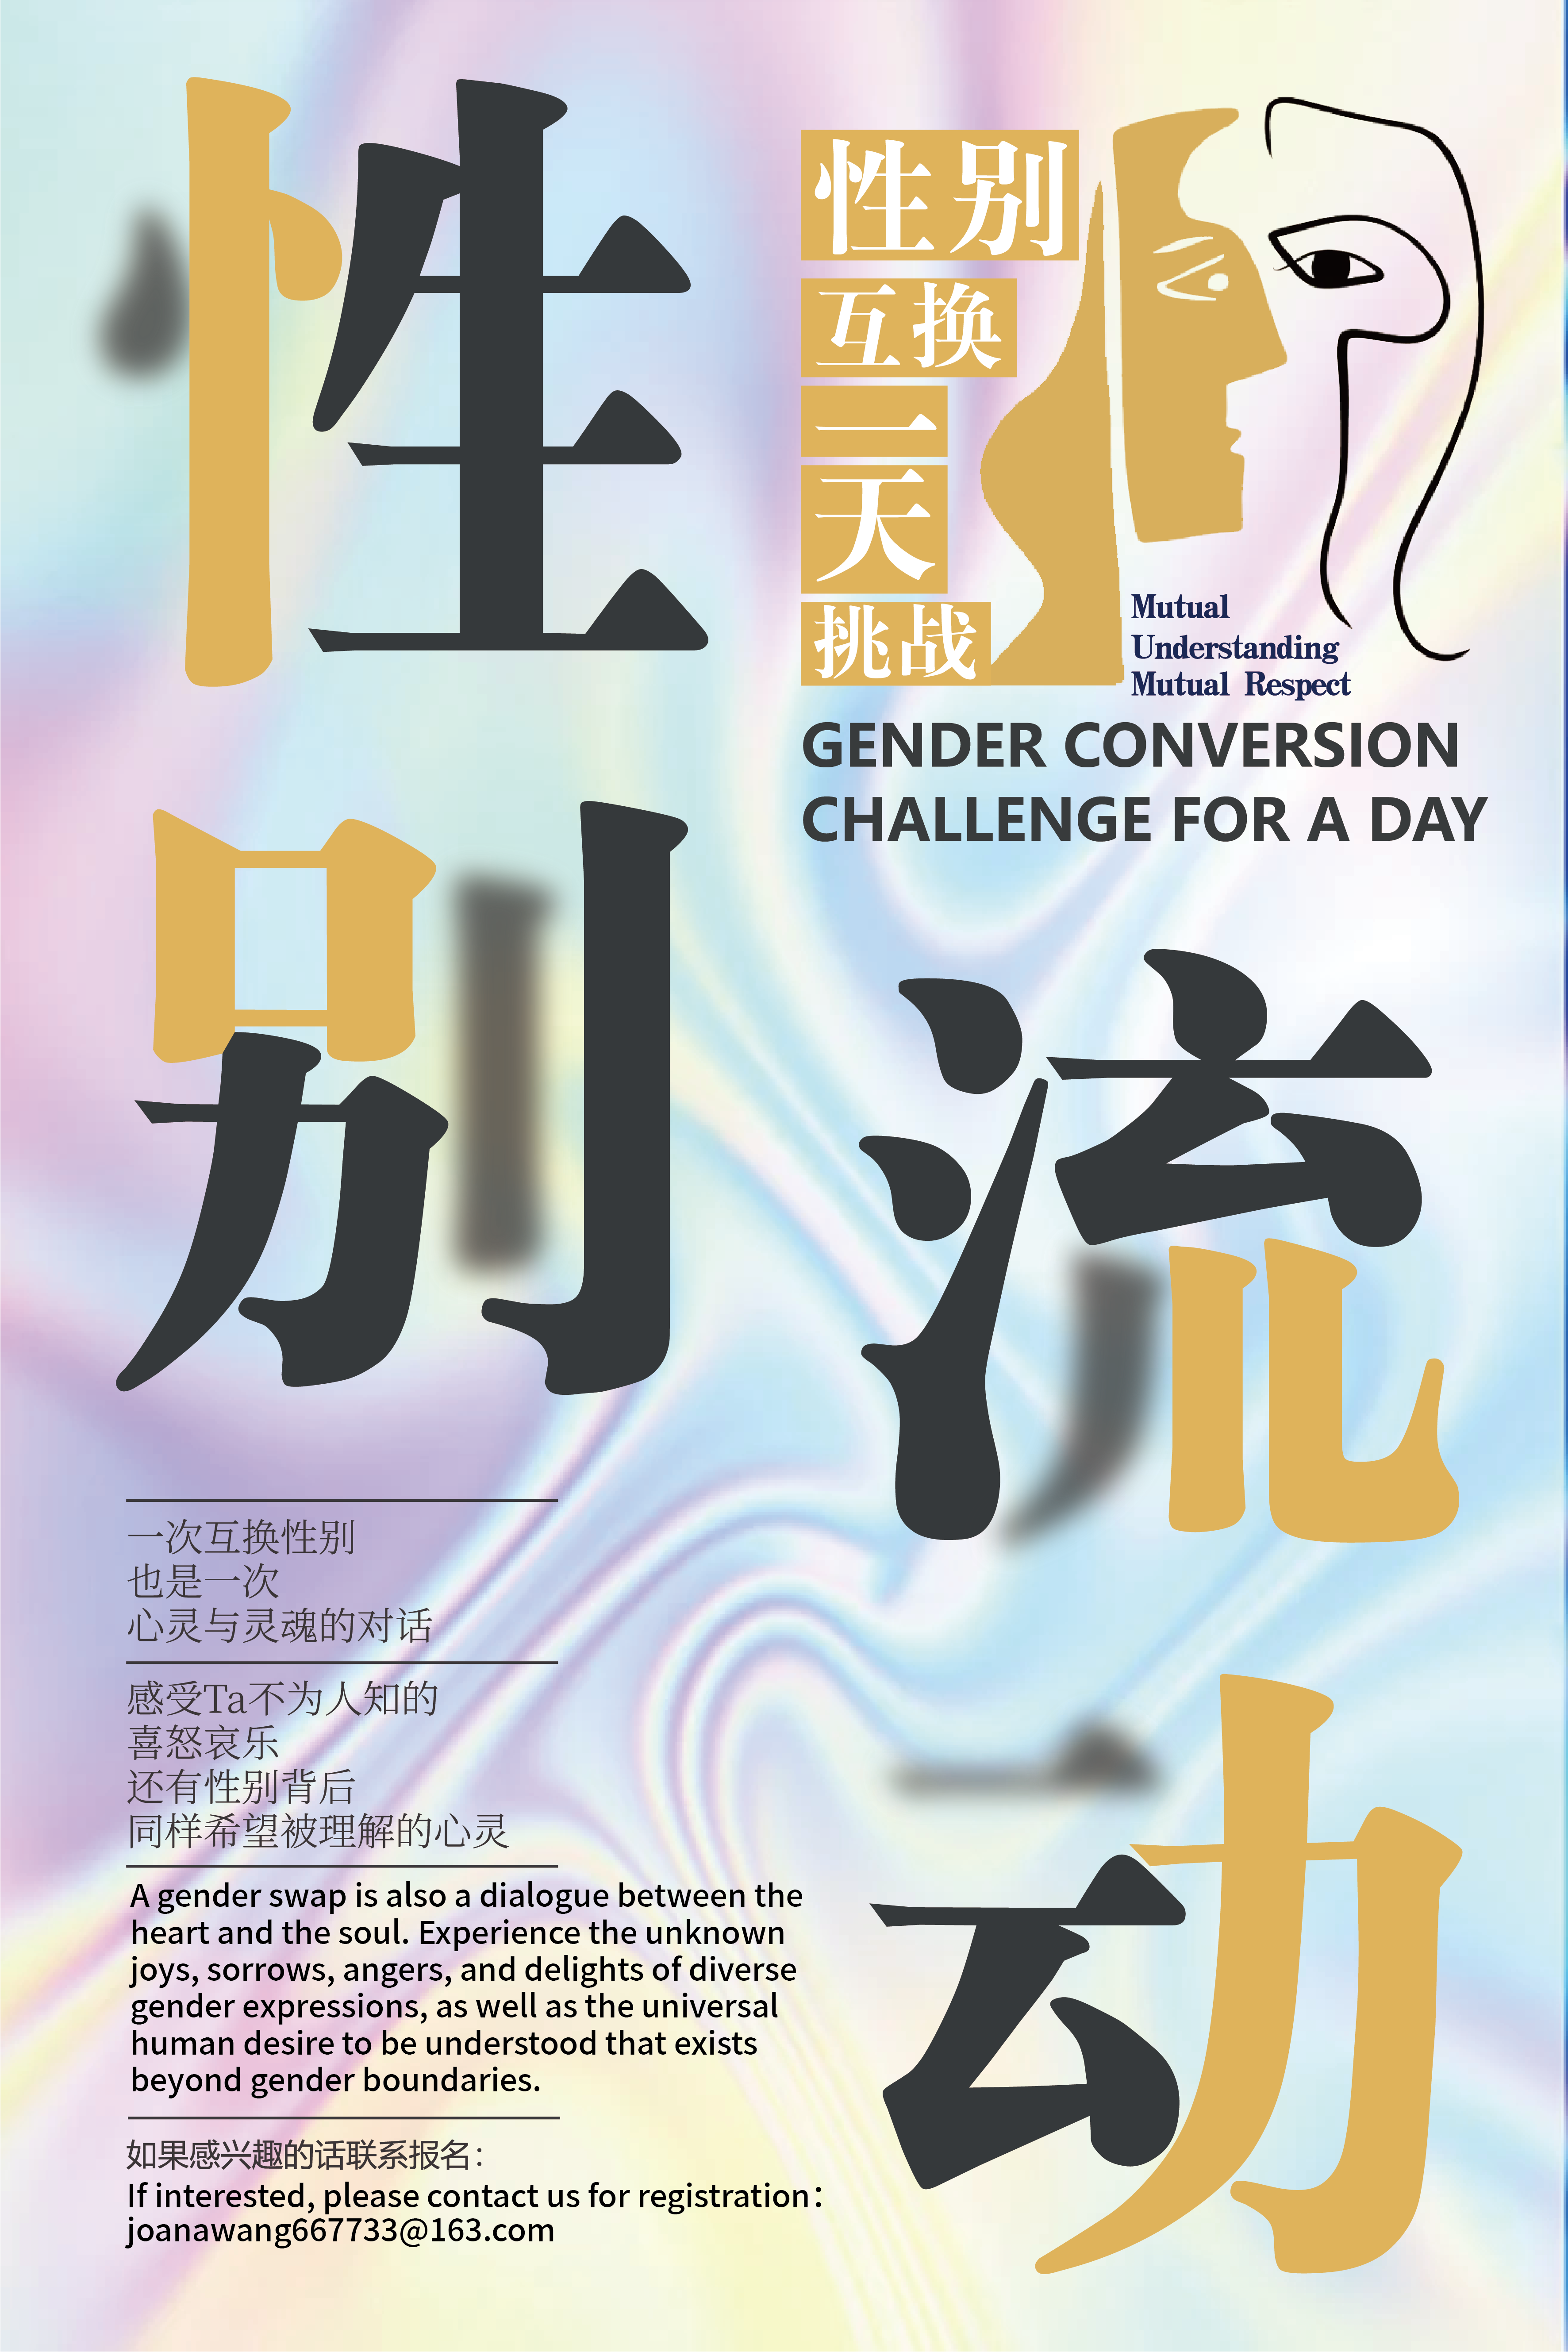 性别流动
性别
互换
一
天
挑战
Mutual
Understanding
Mutual Respect
GENDER CONVERSION
CHALLENGE FOR A DAY
一次互换性别
也是一次
心灵与灵魂的对话
感受Ta不为人知的
喜怒哀乐
还有性别背后
同样希望被理解的心灵
A gender swap is also a dialogue between the
heart and the soul. Experience the unknown
joys, sorrows, angers, and delights of diverse
gender expressions, as well as the universal
human desire to be understood that exists
beyond gender boundaries.
如果感兴趣的话联系报名：
If interested, please contact us for registration：
joanawang667733@163.com